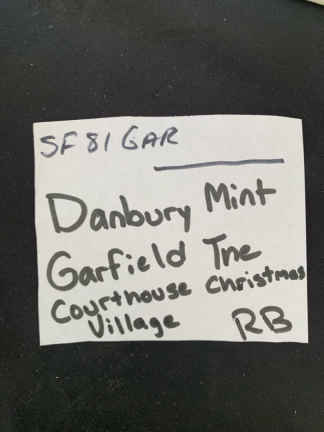 SF 81 GAR
Danbury Mint
Garfield Tne
Courthouse Christmas
Village RB